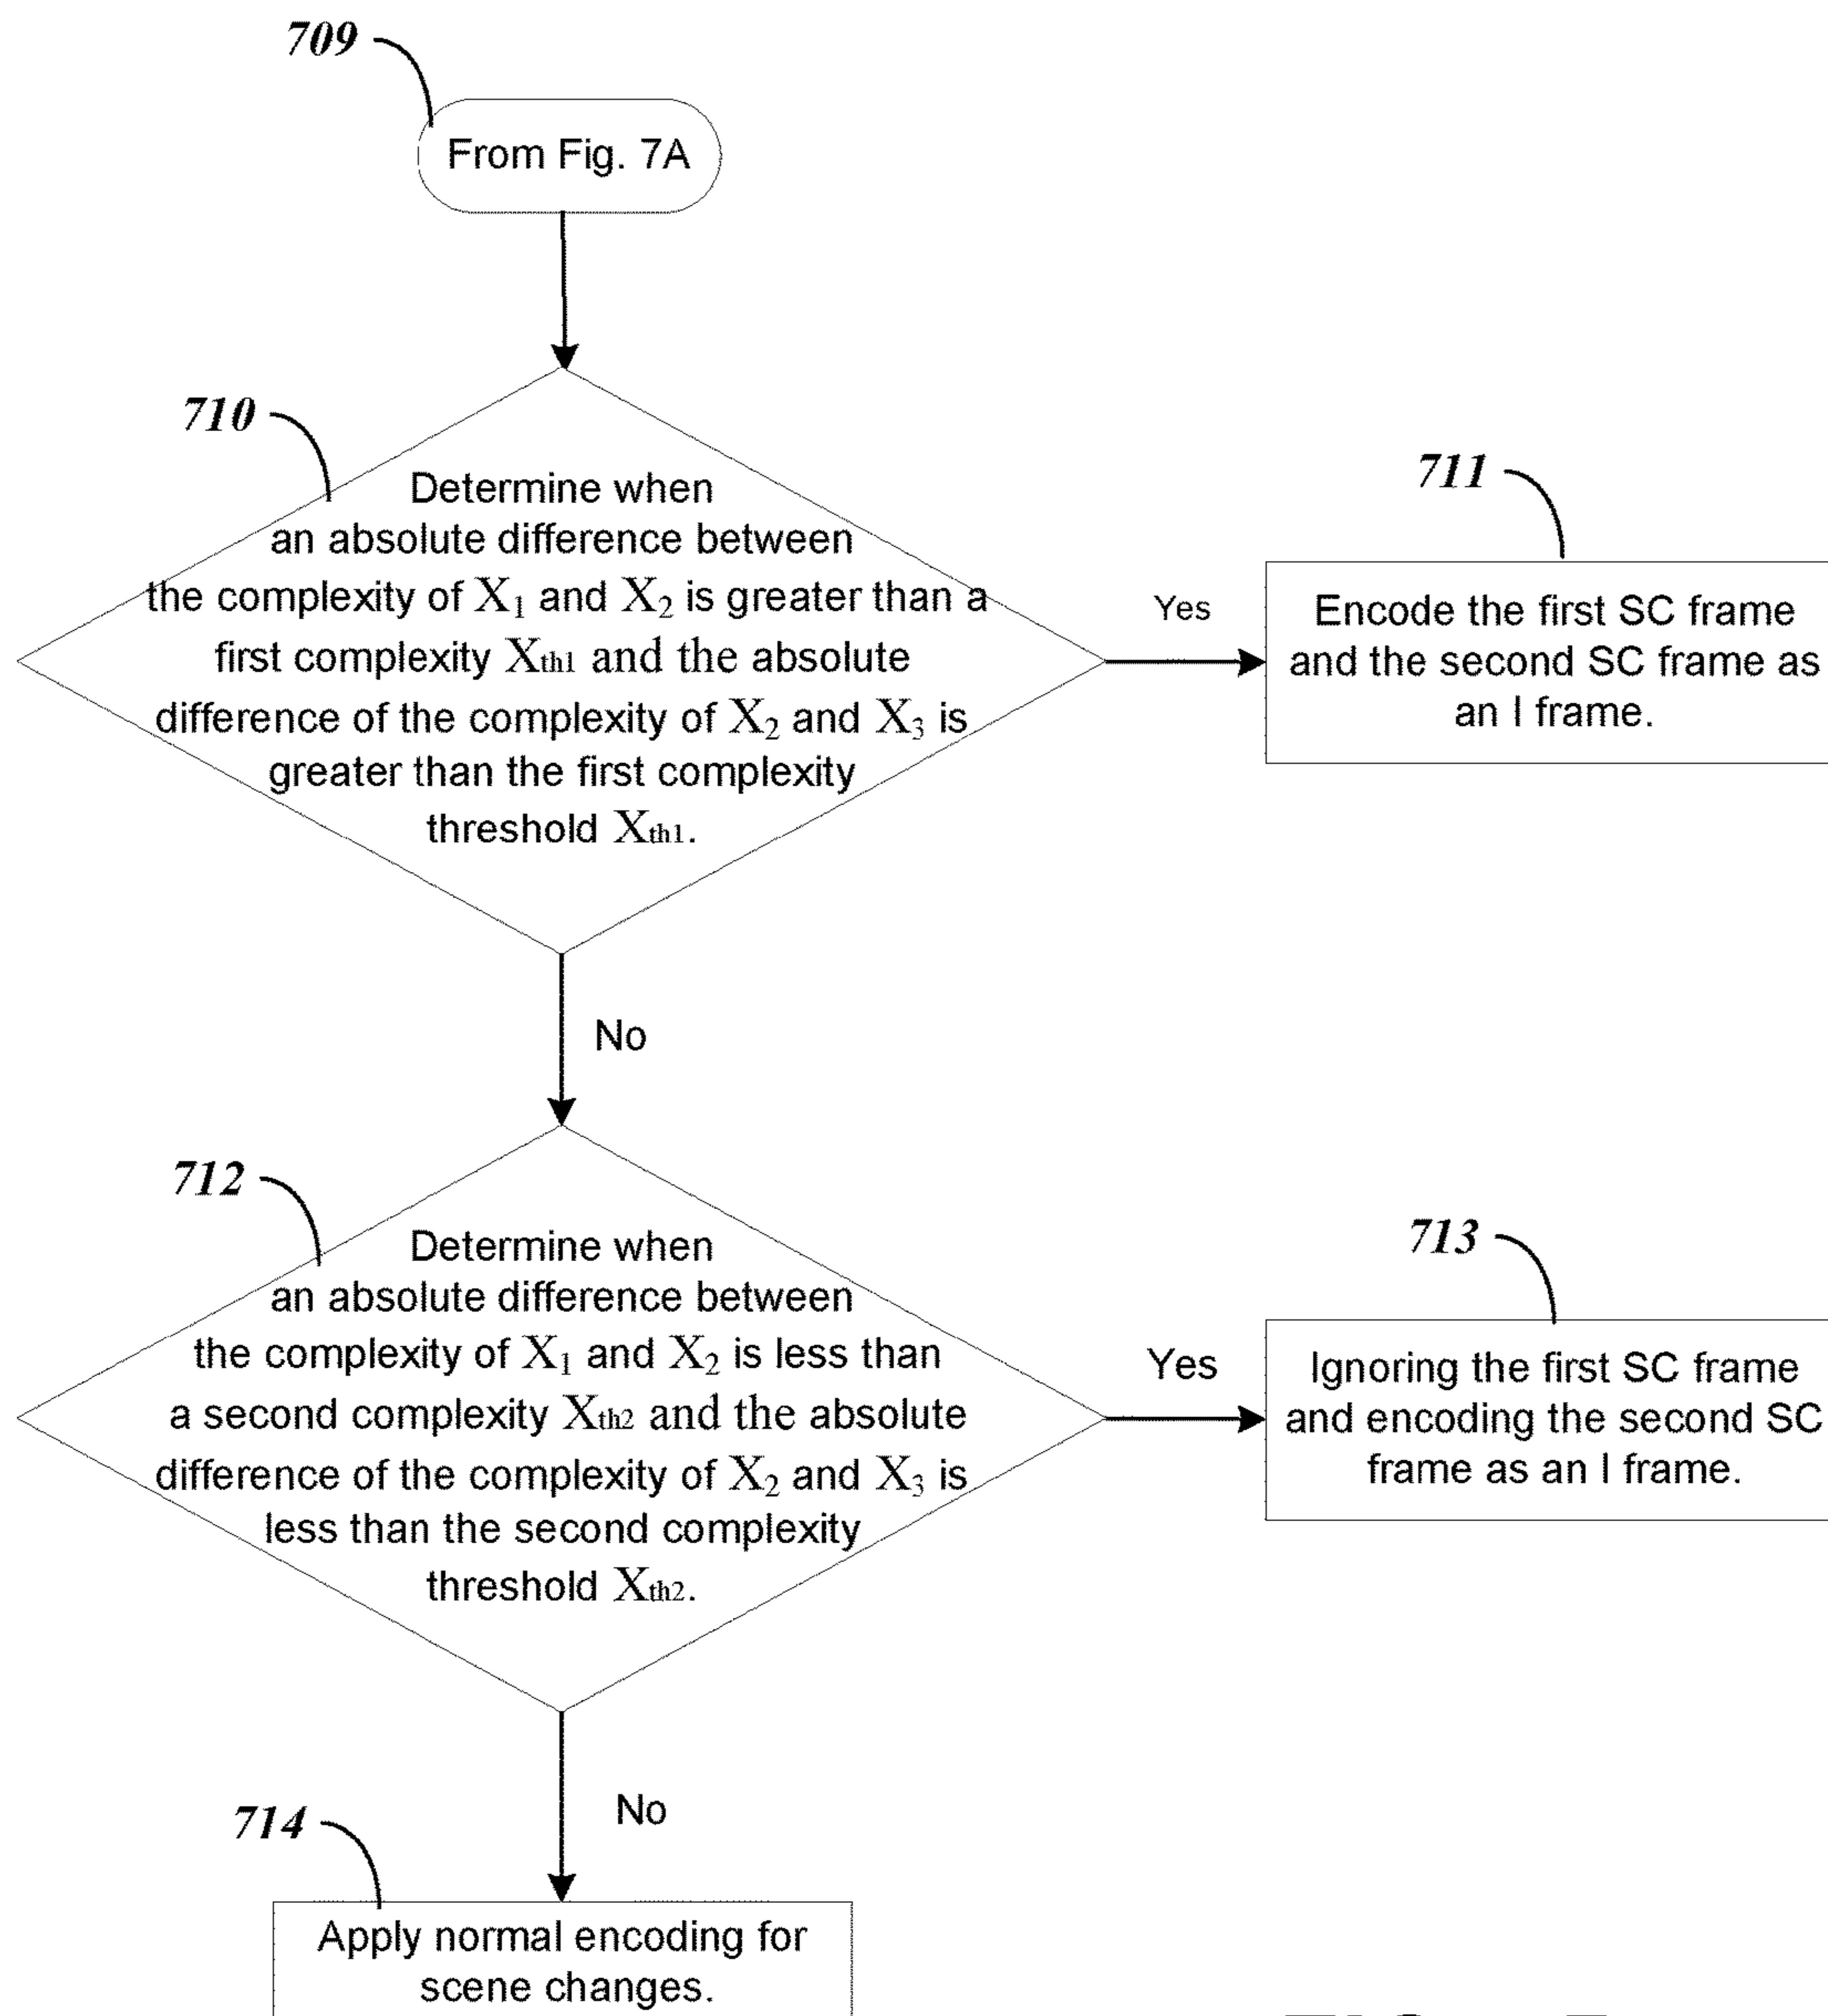 709
From Fig. 7A
710
Determine when
an absolute difference between
the complexity of X₁ and X₂ is greater than a
first complexity Xth1 and the absolute
difference of the complexity of X₂ and X₃ is
greater than the first complexity
threshold Xth1.
Yes
711
Encode the first SC frame
and the second SC frame as
an I frame.
No
712
Determine when
an absolute difference between
the complexity of X₁ and X₂ is less than
a second complexity Xth2 and the absolute
difference of the complexity of X₂ and X₃ is
less than the second complexity
threshold Xth2.
Yes
713
Ignoring the first SC frame
and encoding the second SC
frame as an I frame.
No
714
Apply normal encoding for
scene changes.